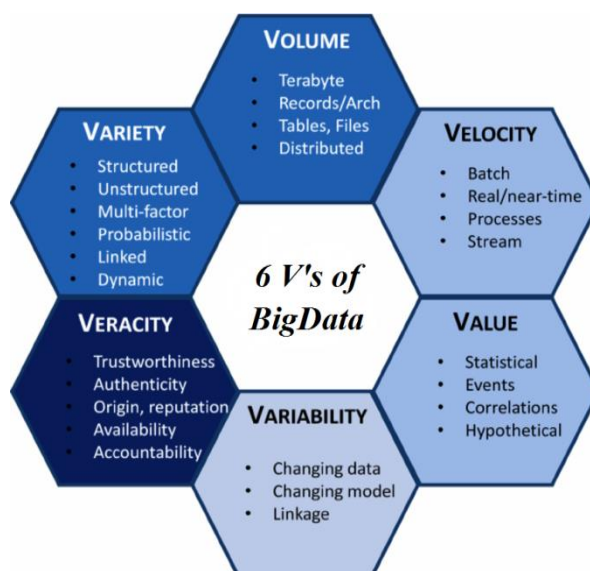 VOLUME
• Terabyte
• Records/Arch
• Tables, Files
• Distributed
VARIETY
• Structured
• Unstructured
• Multi-factor
• Probabilistic
• Linked
• Dynamic
VELOCITY
• Batch
• Real/near-time
• Processes
• Stream
6 V's of
BigData
VERACITY
• Trustworthiness
• Authenticity
• Origin, reputation
• Availability
• Accountability
VALUE
• Statistical
• Events
• Correlations
• Hypothetical
VARIABILITY
• Changing data
• Changing model
• Linkage